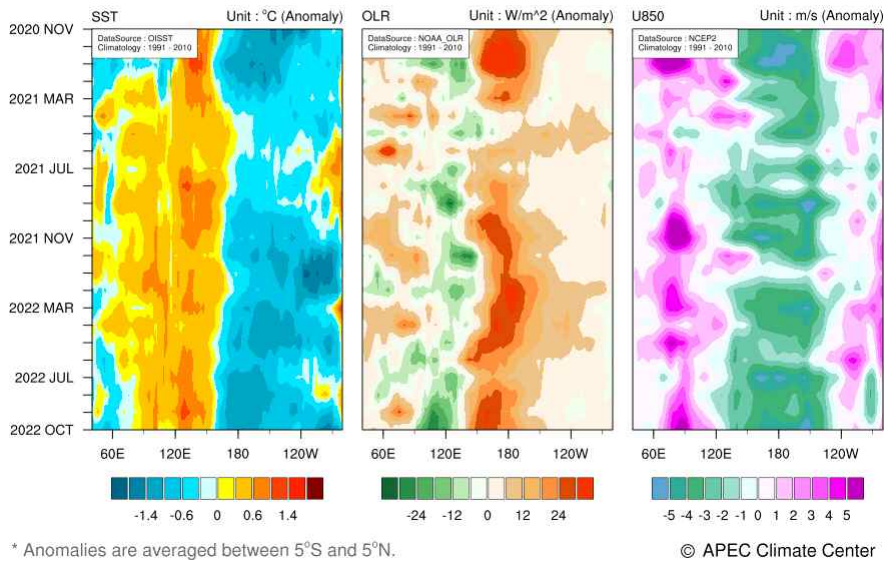 SST Unit : °C (Anomaly)
DataSource : OISST
Climatology : 1991 - 2010
OLR Unit : W/m^2 (Anomaly)
DataSource : NOAA_OLR
Climatology : 1991 - 2010
U850 Unit : m/s (Anomaly)
DataSource : NCEP2
Climatology : 1991 - 2010
2020 NOV
2021 MAR
2021 JUL
2021 NOV
2022 MAR
2022 JUL
2022 OCT
60E 120E 180 120W
60E 120E 180 120W
60E 120E 180 120W
-1.4 -0.6 0 0.6 1.4
-24 -12 0 12 24
-5 -4 -3 -2 -1 0 1 2 3 4 5
* Anomalies are averaged between 5°S and 5°N.
© APEC Climate Center